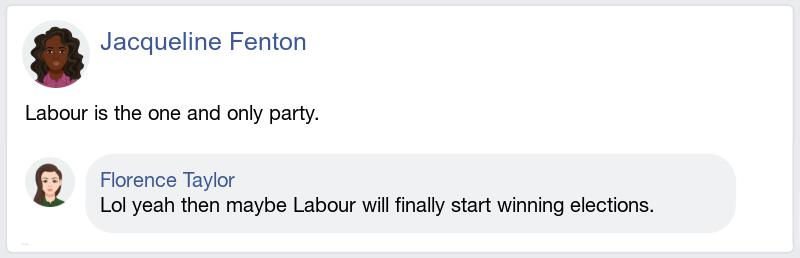 Jacqueline Fenton
Labour is the one and only party.
Florence Taylor
Lol yeah then maybe Labour will finally start winning elections.